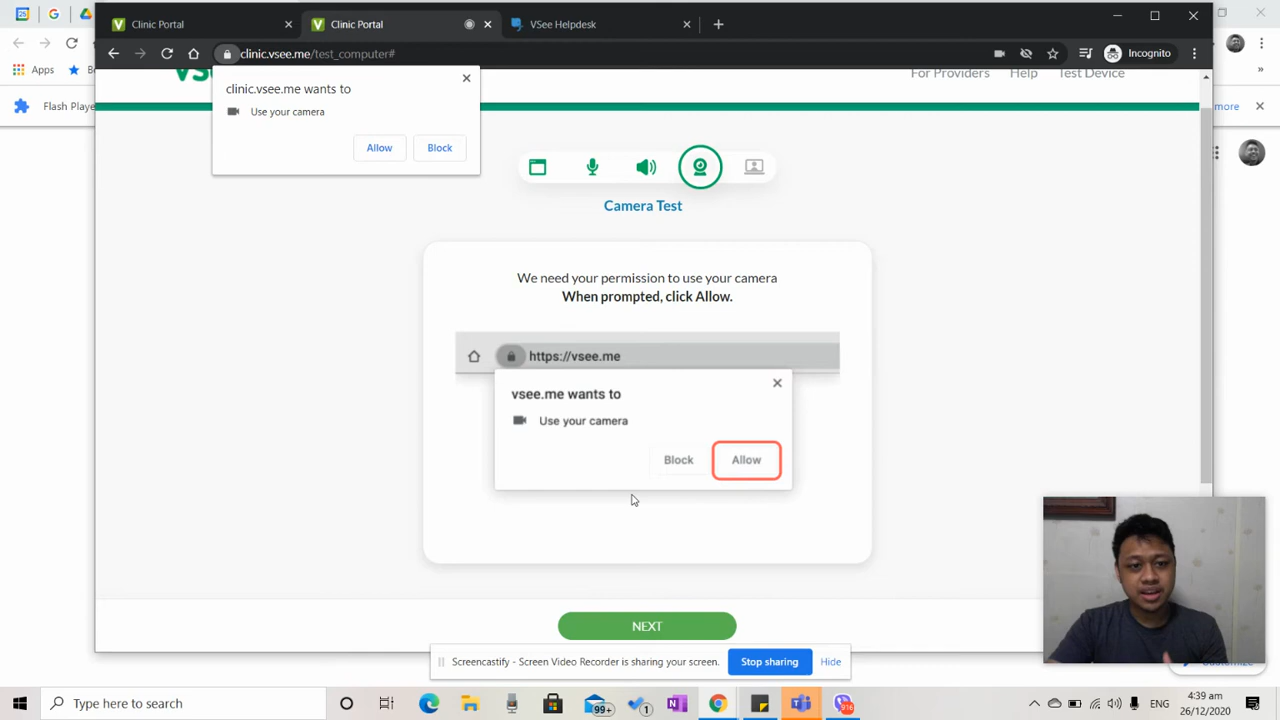 Clinic Portal
Clinic Portal
VSee Helpdesk
clinic.vsee.me/test_computer#
Incognito
Apps
Flash Playe
more
For Providers
Help
Test Device
clinic.vsee.me wants to
Use your camera
Allow
Block
Camera Test
We need your permission to use your camera
When prompted, click Allow.
https://vsee.me
vsee.me wants to
Use your camera
Block
Allow
NEXT
Screencastify - Screen Video Recorder is sharing your screen.
Stop sharing
Hide
Type here to search
99+
1
916
ENG
4:39 am
26/12/2020